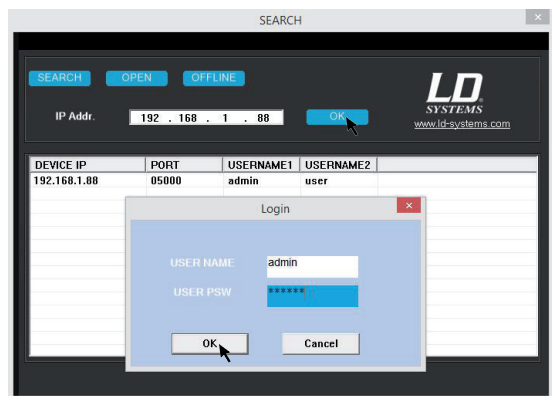 SEARCH
SEARCH OPEN OFFLINE
LD
SYSTEMS
www.ld-systems.com
IP Addr. 192 . 168 . 1 . 88 OK
DEVICE IP PORT USERNAME1 USERNAME2
192.168.1.88 05000 admin user
Login
USER NAME admin
USER PSW ******
OK Cancel